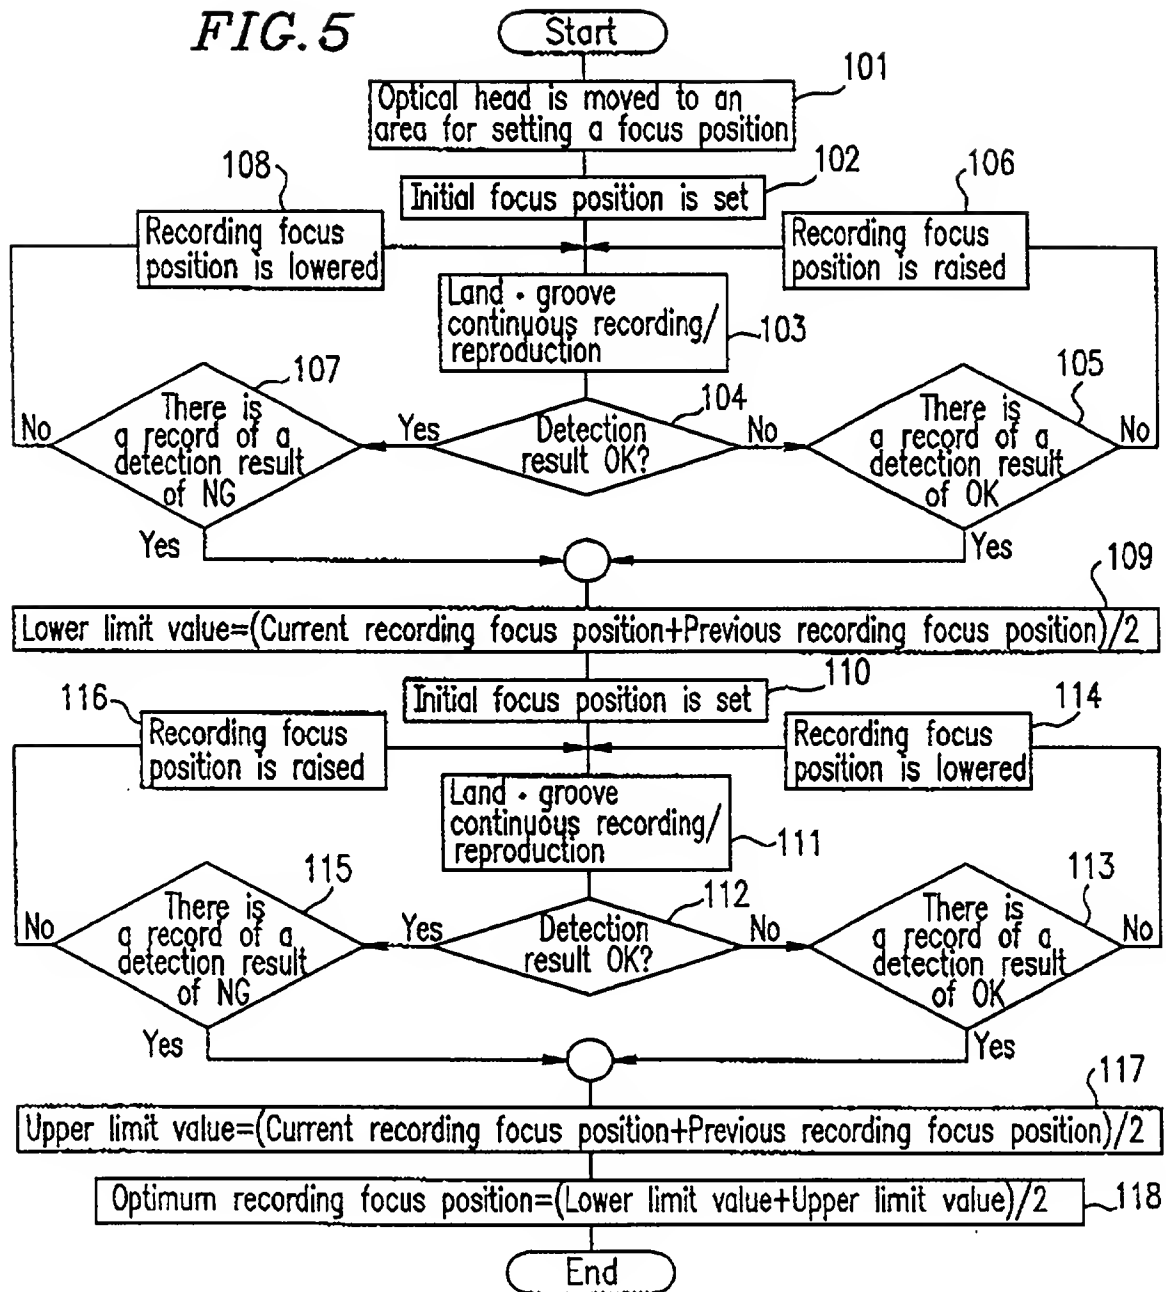 FIG.5
Start
101
Optical head is moved to an
area for setting a focus position
102
Initial focus position is set
108
Recording focus
position is lowered
106
Recording focus
position is raised
Land・groove
continuous recording/
reproduction
103
107
There is
a record of a
detection result
of NG
No
Yes
104
Detection
result OK?
Yes
No
105
There is
a record of a
detection result
of OK
No
Yes
109
Lower limit value=(Current recording focus position+Previous recording focus position)/2
110
Initial focus position is set
116
Recording focus
position is raised
114
Recording focus
position is lowered
Land・groove
continuous recording/
reproduction
111
115
There is
a record of a
detection result
of NG
No
Yes
112
Detection
result OK?
Yes
No
113
There is
a record of a
detection result
of OK
No
Yes
117
Upper limit value=(Current recording focus position+Previous recording focus position)/2
Optimum recording focus position=(Lower limit value+Upper limit value)/2
118
End